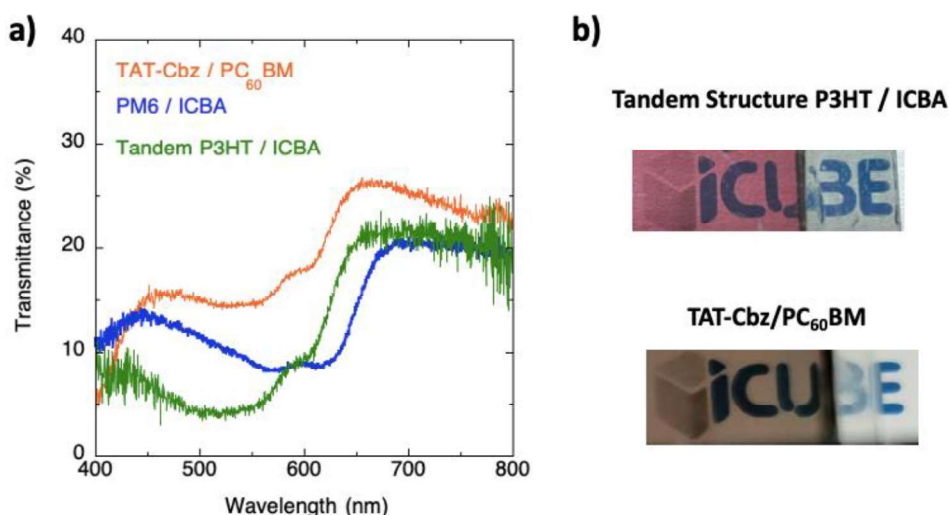 a)
40
30
20
10
0
Transmittance (%)
TAT-Cbz / PC60BM
PM6 / ICBA
Tandem P3HT / ICBA
400 500 600 700 800
Wavelength (nm)
b)
Tandem Structure P3HT / ICBA
iCUBE
TAT-Cbz/PC₆₀BM
iCUBE